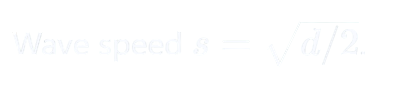 Wave speed s = √d/2.